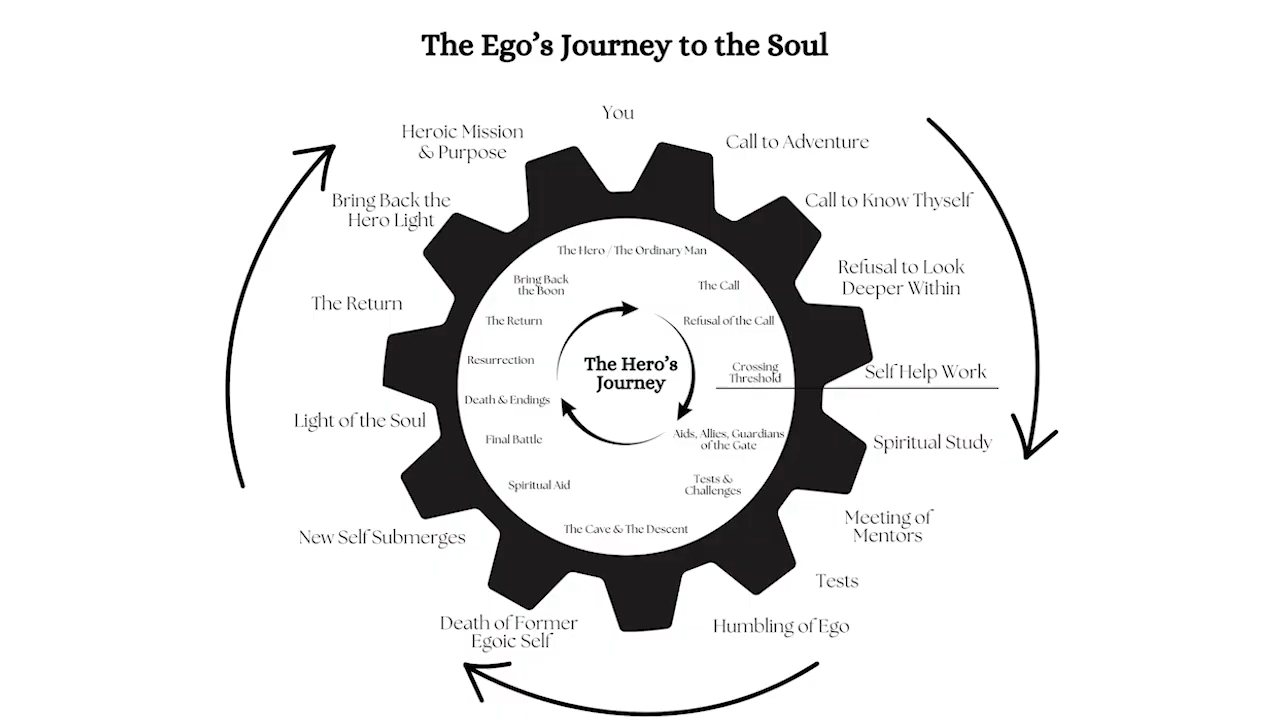 The Ego’s Journey to the Soul
You
Call to Adventure
Call to Know Thyself
Refusal to Look
Deeper Within
Self Help Work
Spiritual Study
Meeting of
Mentors
Tests
Humbling of Ego
Death of Former
Egoic Self
New Self Submerges
Light of the Soul
The Return
Bring Back the
Hero Light
Heroic Mission
& Purpose
The Hero / The Ordinary Man
The Call
Refusal of the Call
Crossing
Threshold
Aids, Allies, Guardians
of the Gate
Tests &
Challenges
The Cave & The Descent
Spiritual Aid
Final Battle
Death & Endings
Resurrection
The Return
Bring Back
the Boon
The Hero’s
Journey